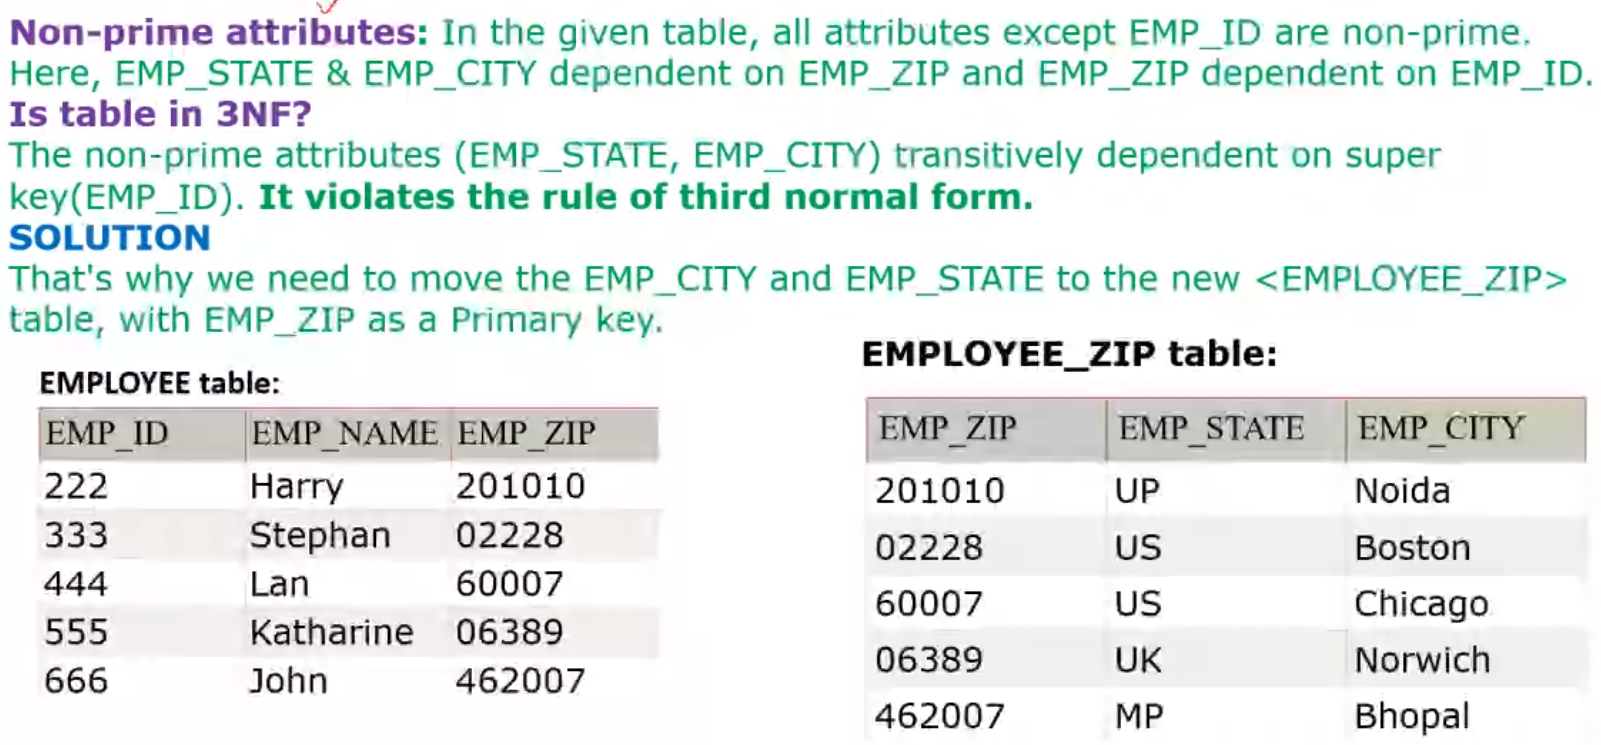 Non-prime attributes: In the given table, all attributes except EMP_ID are non-prime.
Here, EMP_STATE & EMP_CITY dependent on EMP_ZIP and EMP_ZIP dependent on EMP_ID.
Is table in 3NF?
The non-prime attributes (EMP_STATE, EMP_CITY) transitively dependent on super
key(EMP_ID). It violates the rule of third normal form.
SOLUTION
That's why we need to move the EMP_CITY and EMP_STATE to the new <EMPLOYEE_ZIP>
table, with EMP_ZIP as a Primary key.
EMPLOYEE table:
EMP_ID EMP_NAME EMP_ZIP
222 Harry 201010
333 Stephan 02228
444 Lan 60007
555 Katharine 06389
666 John 462007
EMPLOYEE_ZIP table:
EMP_ZIP EMP_STATE EMP_CITY
201010 UP Noida
02228 US Boston
60007 US Chicago
06389 UK Norwich
462007 MP Bhopal